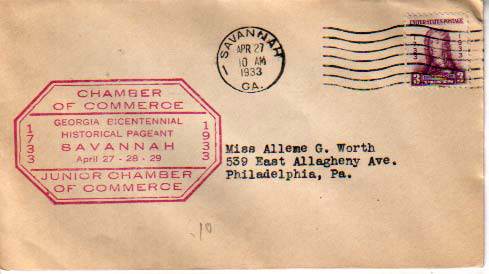 SAVANNAH
APR 27
10 AM
1933
GA.
UNITED STATES POSTAGE
3 3
CHAMBER
OF COMMERCE
GEORGIA BICENTENNIAL
HISTORICAL PAGEANT
SAVANNAH
April 27 - 28 - 29
1733
1933
JUNIOR CHAMBER
OF COMMERCE
Miss Alleme G. Worth
539 East Allagheny Ave.
Philadelphia, Pa.
10